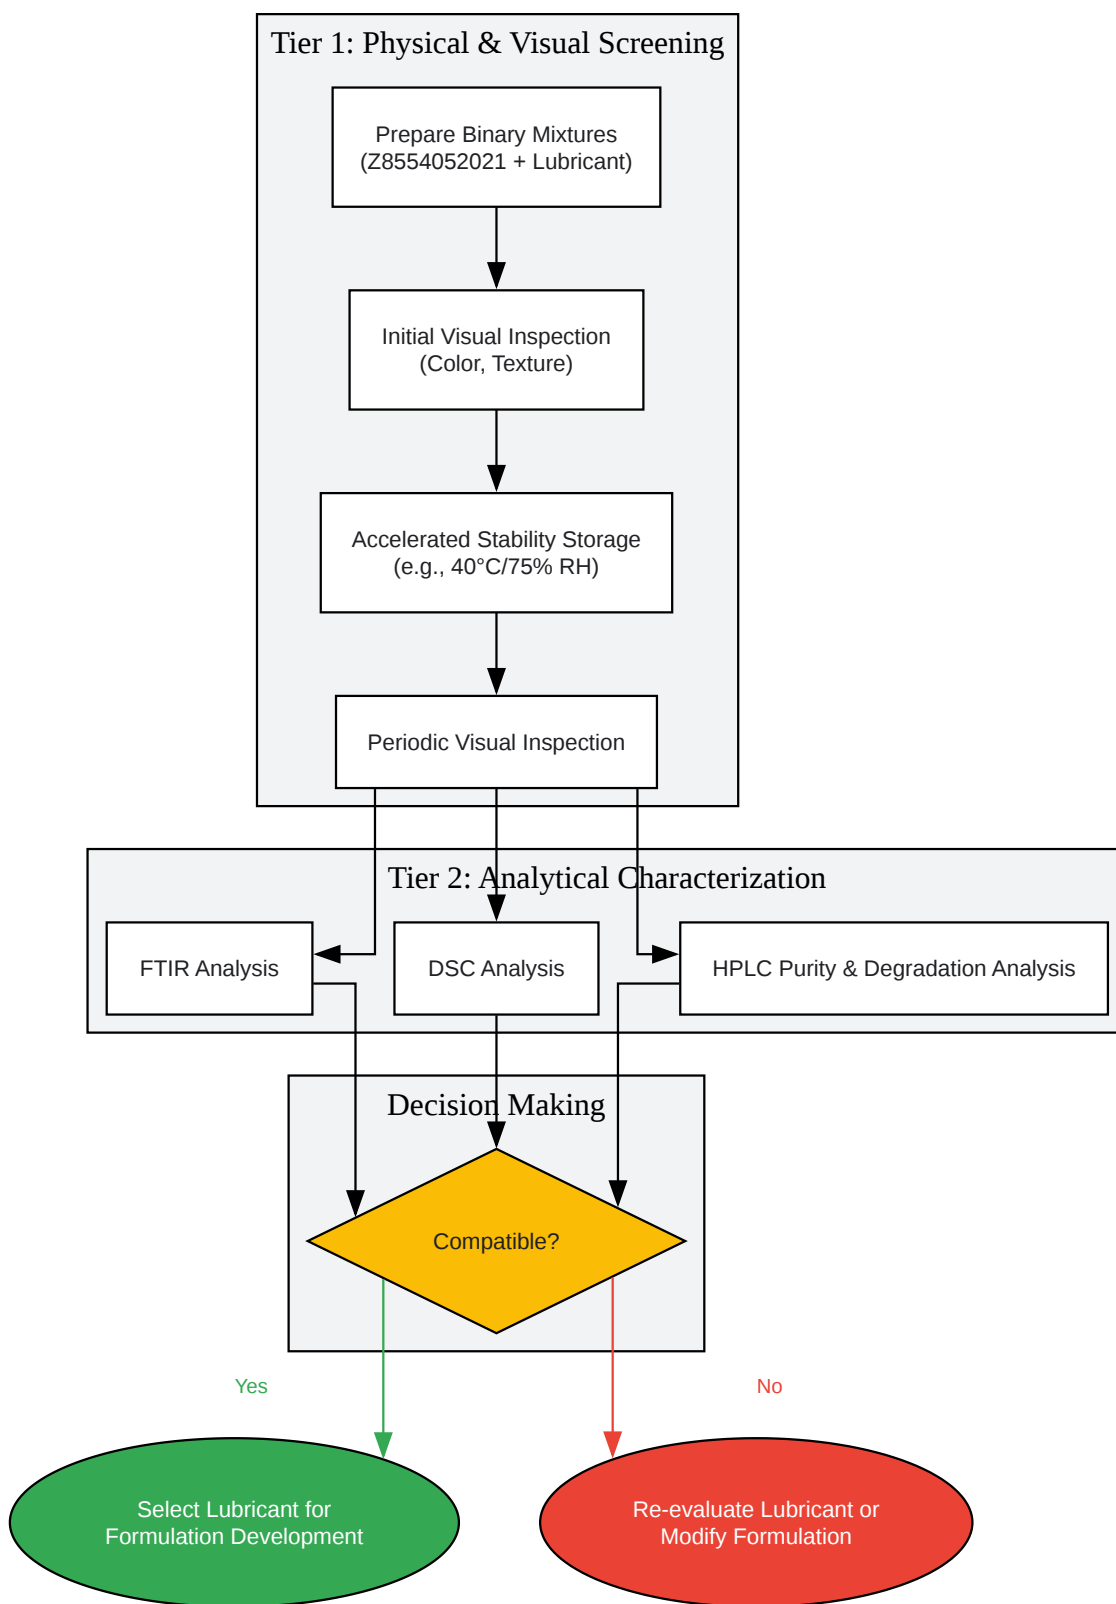 Tier 1: Physical & Visual Screening
Prepare Binary Mixtures
(Z8554052021 + Lubricant)
Initial Visual Inspection
(Color, Texture)
Accelerated Stability Storage
(e.g., 40°C/75% RH)
Periodic Visual Inspection
Tier 2: Analytical Characterization
FTIR Analysis
DSC Analysis
HPLC Purity & Degradation Analysis
Decision Making
Compatible?
Yes
No
Select Lubricant for
Formulation Development
Re-evaluate Lubricant or
Modify Formulation